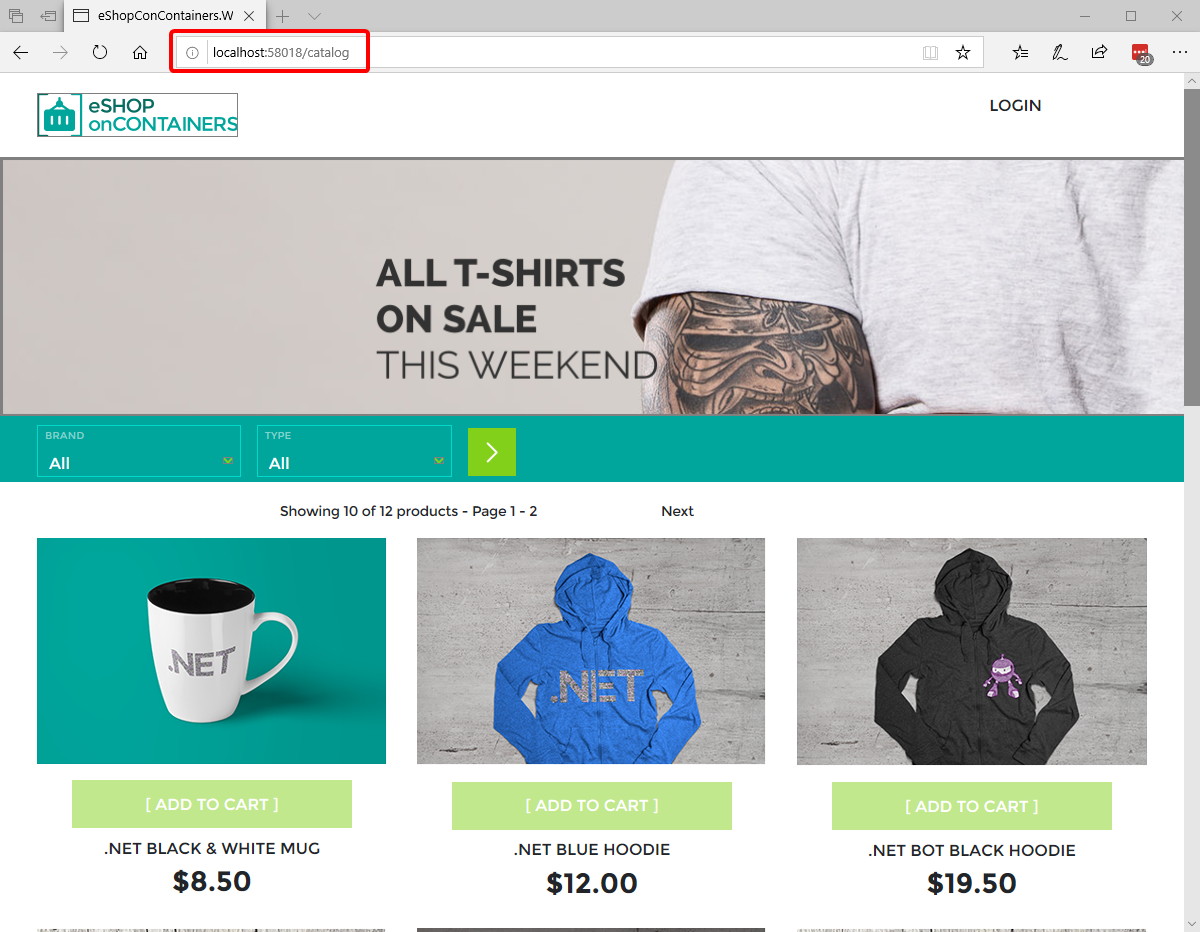 eShopConContainers.W
localhost:58018/catalog
20
eSHOP
onCONTAINERS
LOGIN
ALL T-SHIRTS
ON SALE
THIS WEEKEND
BRAND
All
TYPE
All
Showing 10 of 12 products - Page 1 - 2
Next
.NET
.NET
[ ADD TO CART ]
[ ADD TO CART ]
[ ADD TO CART ]
.NET BLACK & WHITE MUG
.NET BLUE HOODIE
.NET BOT BLACK HOODIE
$8.50
$12.00
$19.50